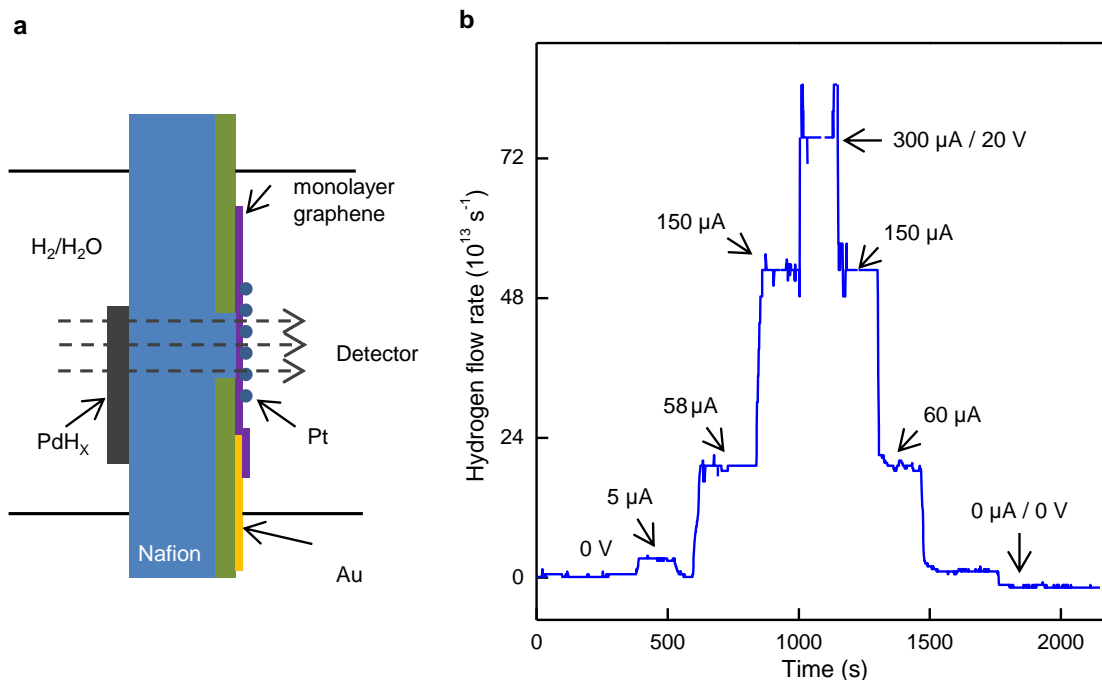 a
monolayer
graphene
H₂/H₂O
Detector
PdHₓ
Pt
Nafion
Au
b
Hydrogen flow rate (10¹³ s⁻¹)
72
48
24
0
0
500
1000
1500
2000
Time (s)
0 V
5 µA
58 µA
150 µA
300 µA / 20 V
150 µA
60 µA
0 µA / 0 V